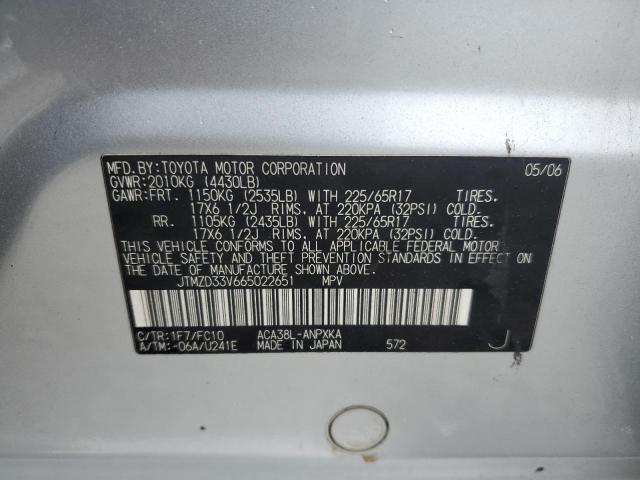 MFD.BY:TOYOTA MOTOR CORPORATION 05/06
GVWR:2010KG (4430LB)
GAWR:FRT. 1150KG (2535LB) WITH 225/65R17 TIRES.
17X6 1/2J RIMS. AT 220KPA (32PSI) COLD.
RR. 1105KG (2435LB) WITH 225/65R17 TIRES.
17X6 1/2J RIMS. AT 220KPA (32PSI) COLD.
THIS VEHICLE CONFORMS TO ALL APPLICABLE FEDERAL MOTOR
VEHICLE SAFETY AND THEFT PREVENTION STANDARDS IN EFFECT
ON THE DATE OF MANUFACTURE SHOWN ABOVE.
JTMZD33V665022651 MPV
C/TR:1F7/FC10 ACA38L-ANPXKA
A/TM:-06A/U241E MADE IN JAPAN 572 J